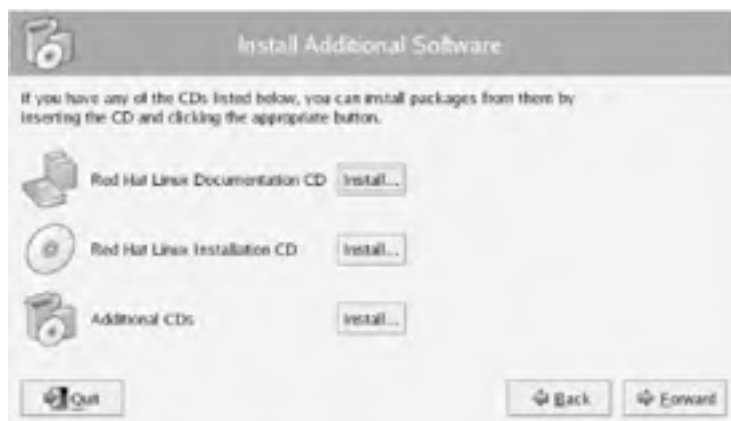 Install Additional Software
If you have any of the CDs listed below, you can install packages from them by
inserting the CD and clicking the appropriate button.
Red Hat Linux Documentation CD Install...
Red Hat Linux Installation CD Install...
Additional CDs Install...
Quit Back Forward